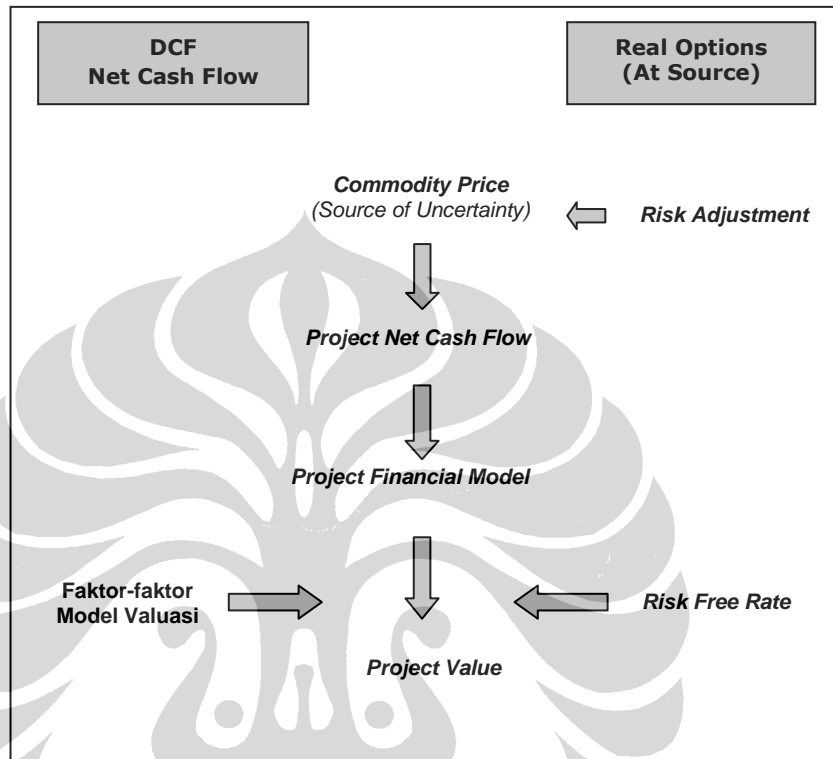 DCF
Net Cash Flow
Real Options
(At Source)
Commodity Price
(Source of Uncertainty)
Risk Adjustment
Project Net Cash Flow
Project Financial Model
Faktor-faktor
Model Valuasi
Risk Free Rate
Project Value